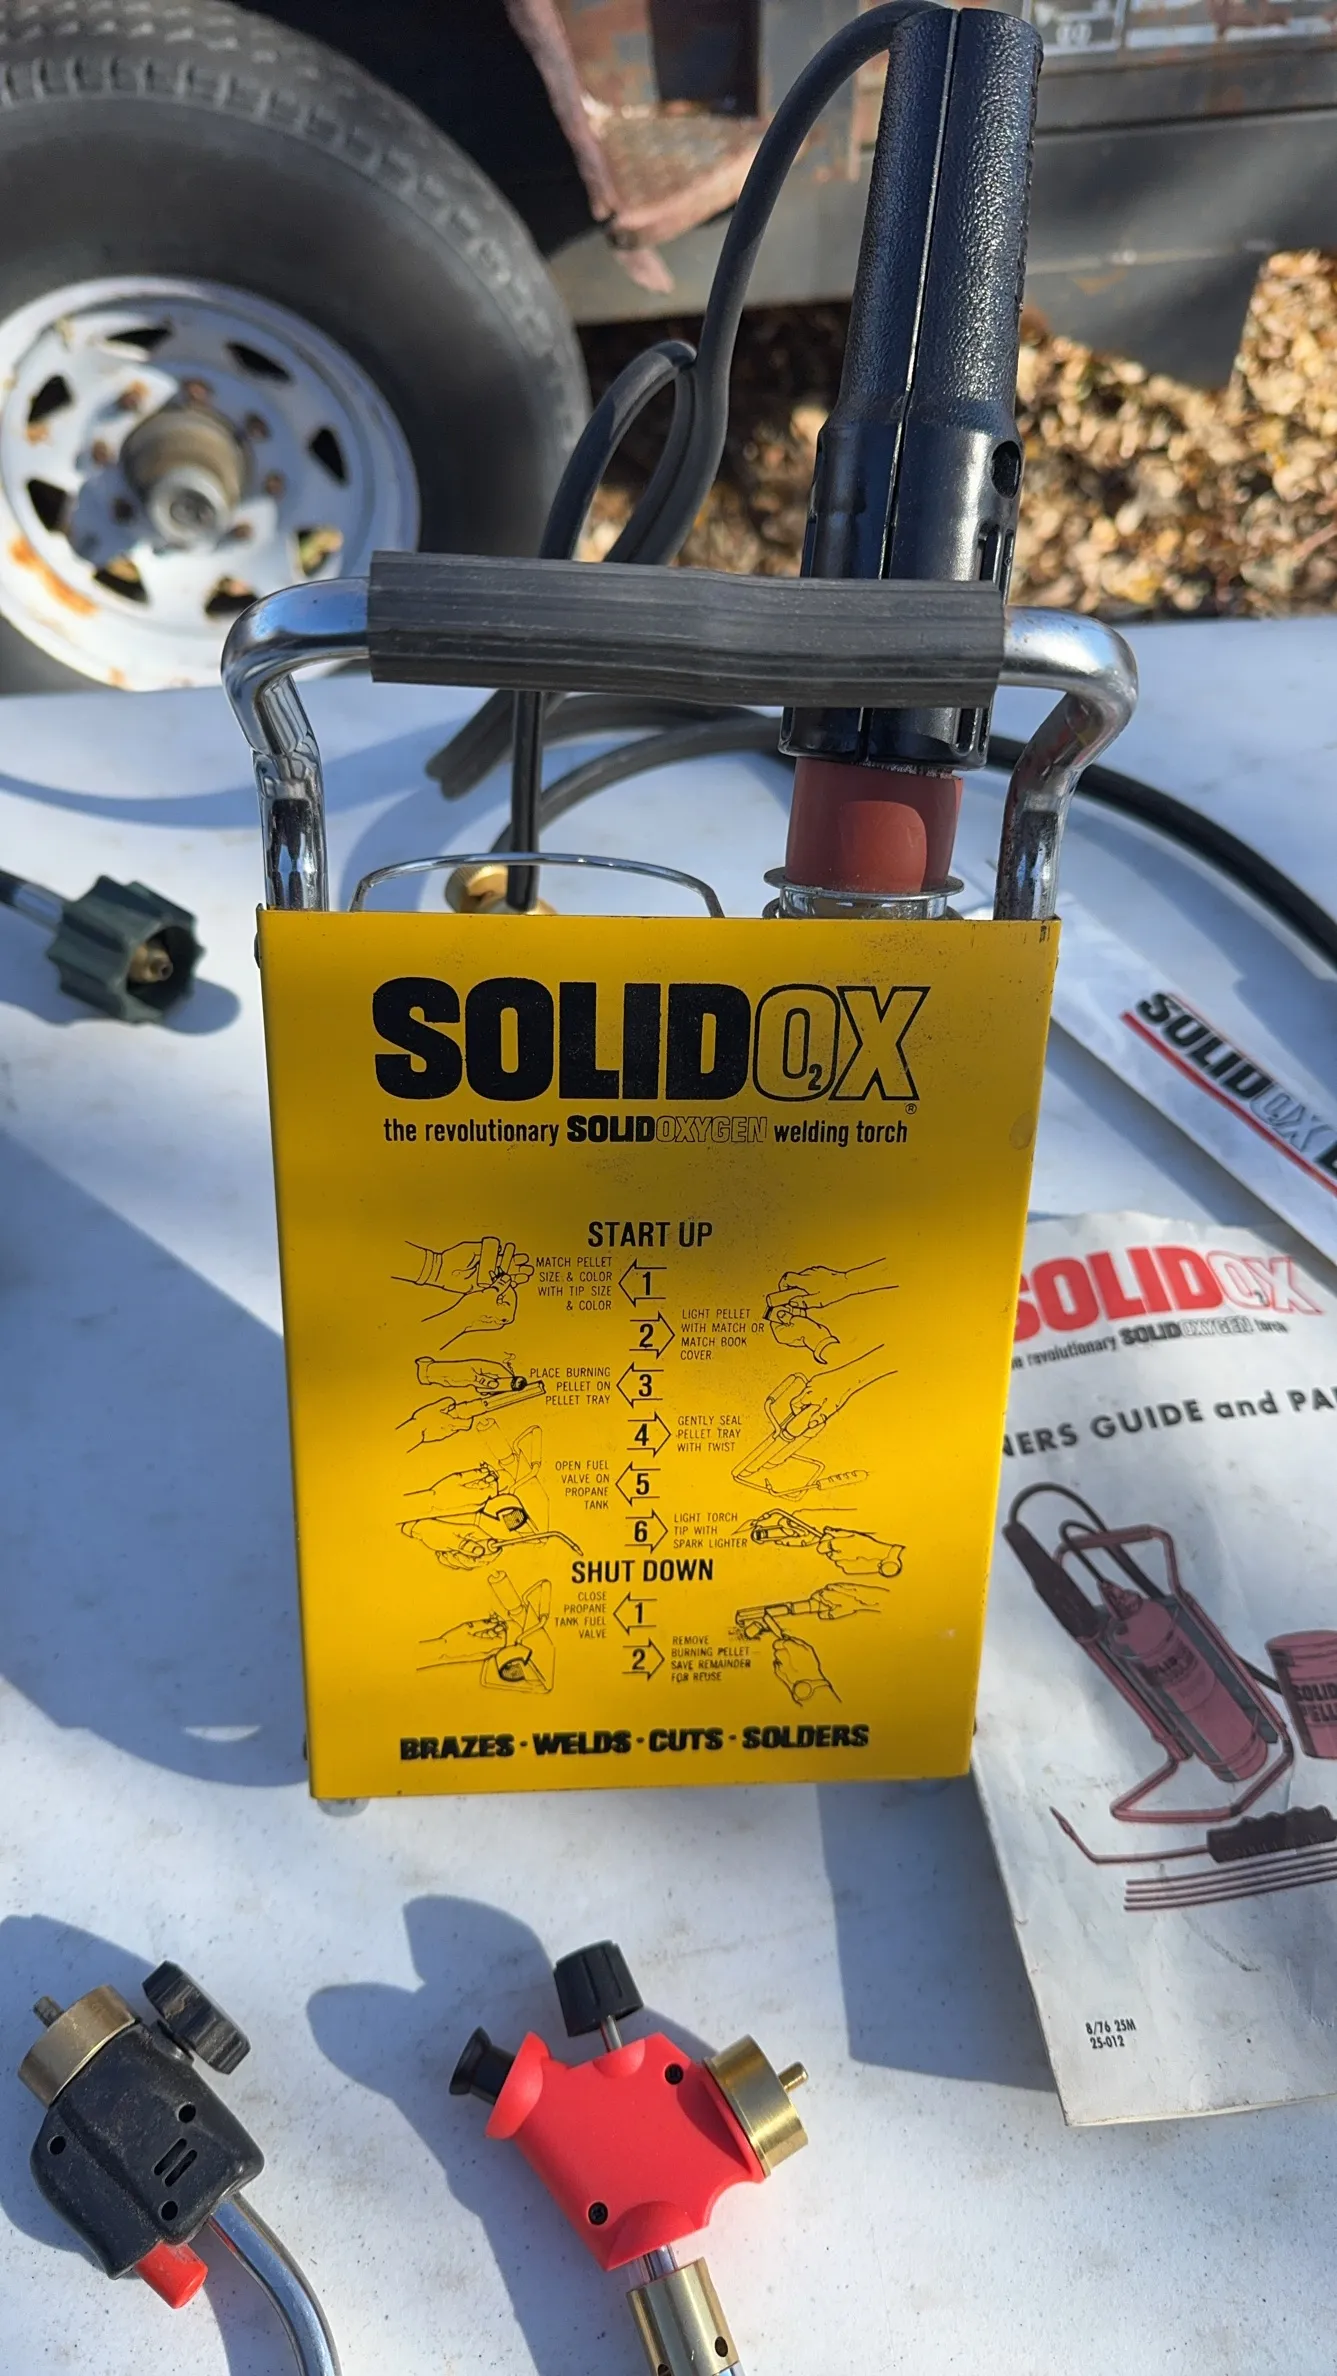 SOLIDO₂X®
the revolutionary SOLIDOXYGEN welding torch
START UP
1
MATCH PELLET
SIZE & COLOR
WITH TIP SIZE
& COLOR
2
LIGHT PELLET
WITH MATCH OR
MATCH BOOK
COVER
3
PLACE BURNING
PELLET ON
PELLET TRAY
4
GENTLY SEAL
PELLET TRAY
WITH TWIST
5
OPEN FUEL
VALVE ON
PROPANE
TANK
6
LIGHT TORCH
TIP WITH
SPARK LIGHTER
SHUT DOWN
1
CLOSE
PROPANE
TANK FUEL
VALVE
2
REMOVE
BURNING PELLET
SAVE REMAINDER
FOR REUSE
BRAZES · WELDS · CUTS · SOLDERS
SOLIDOX
SOLIDO₂X
revolutionary SOLIDOXYGEN torch
NERS GUIDE and PA
SOLID
PELL
8/76 25M
25-012